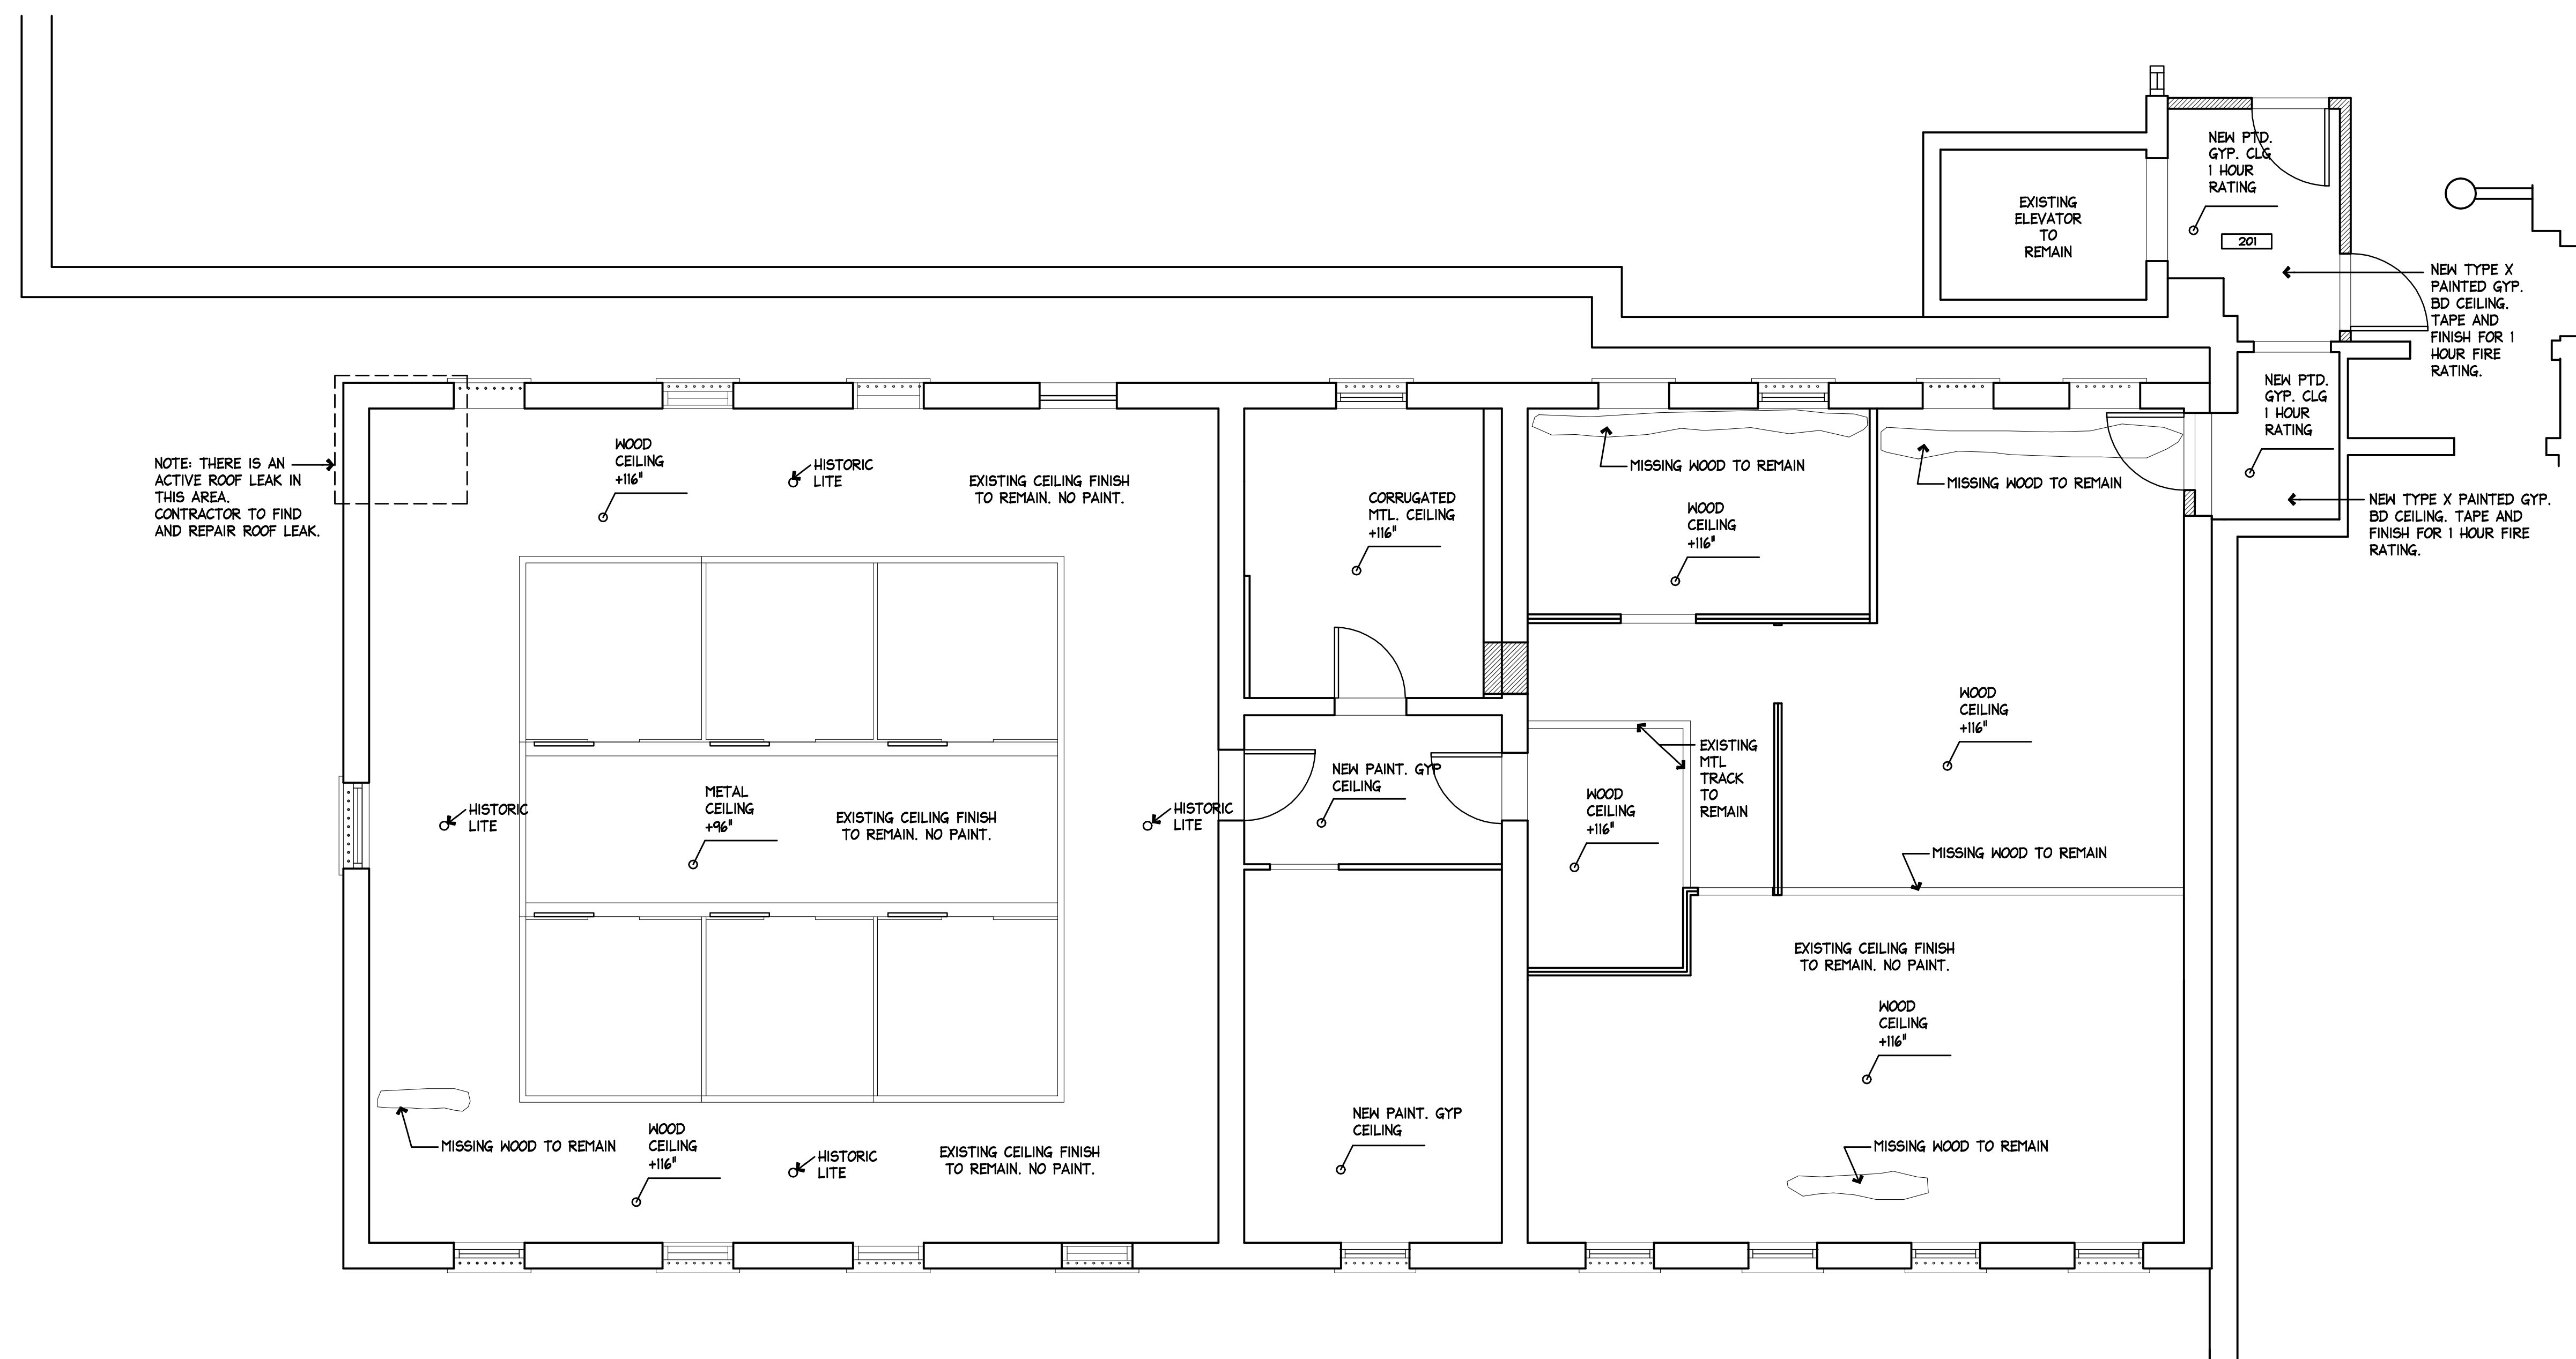 NEW PTD.
GYP. CLG
1 HOUR
RATING
EXISTING
ELEVATOR
TO
REMAIN
201
NEW TYPE X
PAINTED GYP.
BD CEILING.
TAPE AND
FINISH FOR 1
HOUR FIRE
RATING.
NEW PTD.
GYP. CLG
1 HOUR
RATING
NEW TYPE X PAINTED GYP.
BD CEILING. TAPE AND
FINISH FOR 1 HOUR FIRE
RATING.
NOTE: THERE IS AN
ACTIVE ROOF LEAK IN
THIS AREA.
CONTRACTOR TO FIND
AND REPAIR ROOF LEAK.
WOOD
CEILING
+116"
HISTORIC
LITE
EXISTING CEILING FINISH
TO REMAIN. NO PAINT.
CORRUGATED
MTL. CEILING
+116"
MISSING WOOD TO REMAIN
WOOD
CEILING
+116"
MISSING WOOD TO REMAIN
WOOD
CEILING
+116"
EXISTING
MTL
TRACK
TO
REMAIN
WOOD
CEILING
+116"
NEW PAINT. GYP
CEILING
HISTORIC
LITE
METAL
CEILING
+96"
EXISTING CEILING FINISH
TO REMAIN. NO PAINT.
HISTORIC
LITE
MISSING WOOD TO REMAIN
EXISTING CEILING FINISH
TO REMAIN. NO PAINT.
WOOD
CEILING
+116"
MISSING WOOD TO REMAIN
NEW PAINT. GYP
CEILING
MISSING WOOD TO REMAIN
WOOD
CEILING
+116"
HISTORIC
LITE
EXISTING CEILING FINISH
TO REMAIN. NO PAINT.